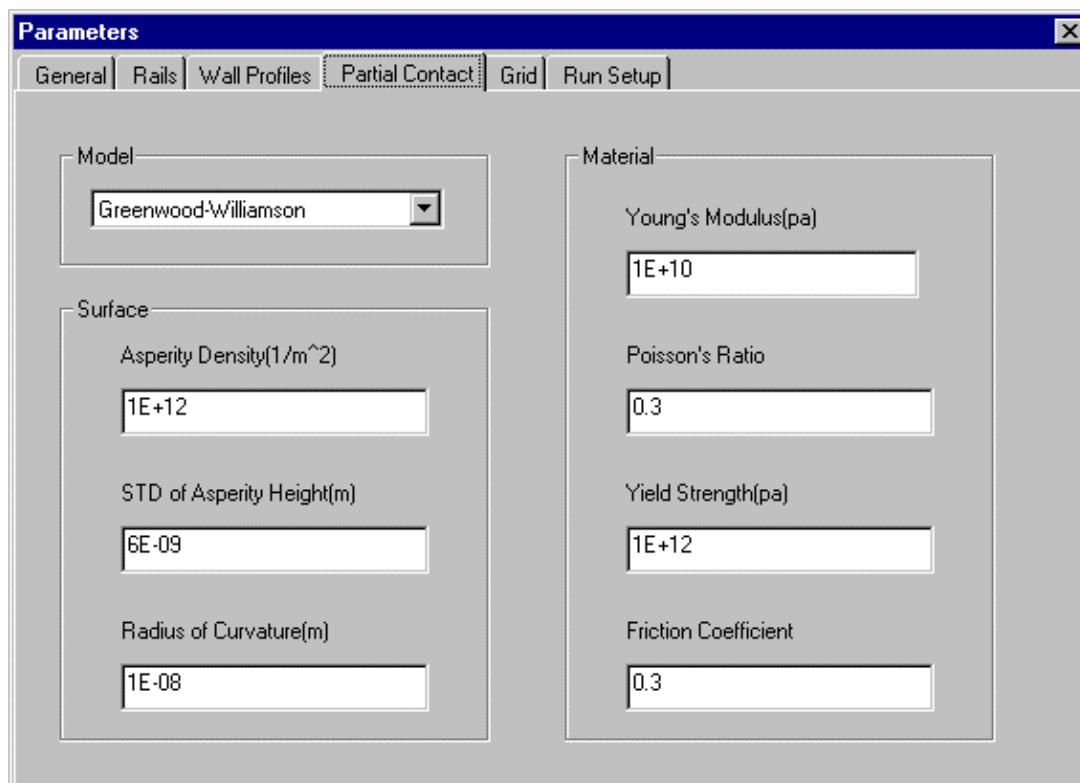 Parameters
General Rails Wall Profiles Partial Contact Grid Run Setup
Model
Greenwood-Williamson
Surface
Asperity Density(1/m^2)
1E+12
STD of Asperity Height(m)
6E-09
Radius of Curvature(m)
1E-08
Material
Young's Modulus(pa)
1E+10
Poisson's Ratio
0.3
Yield Strength(pa)
1E+12
Friction Coefficient
0.3